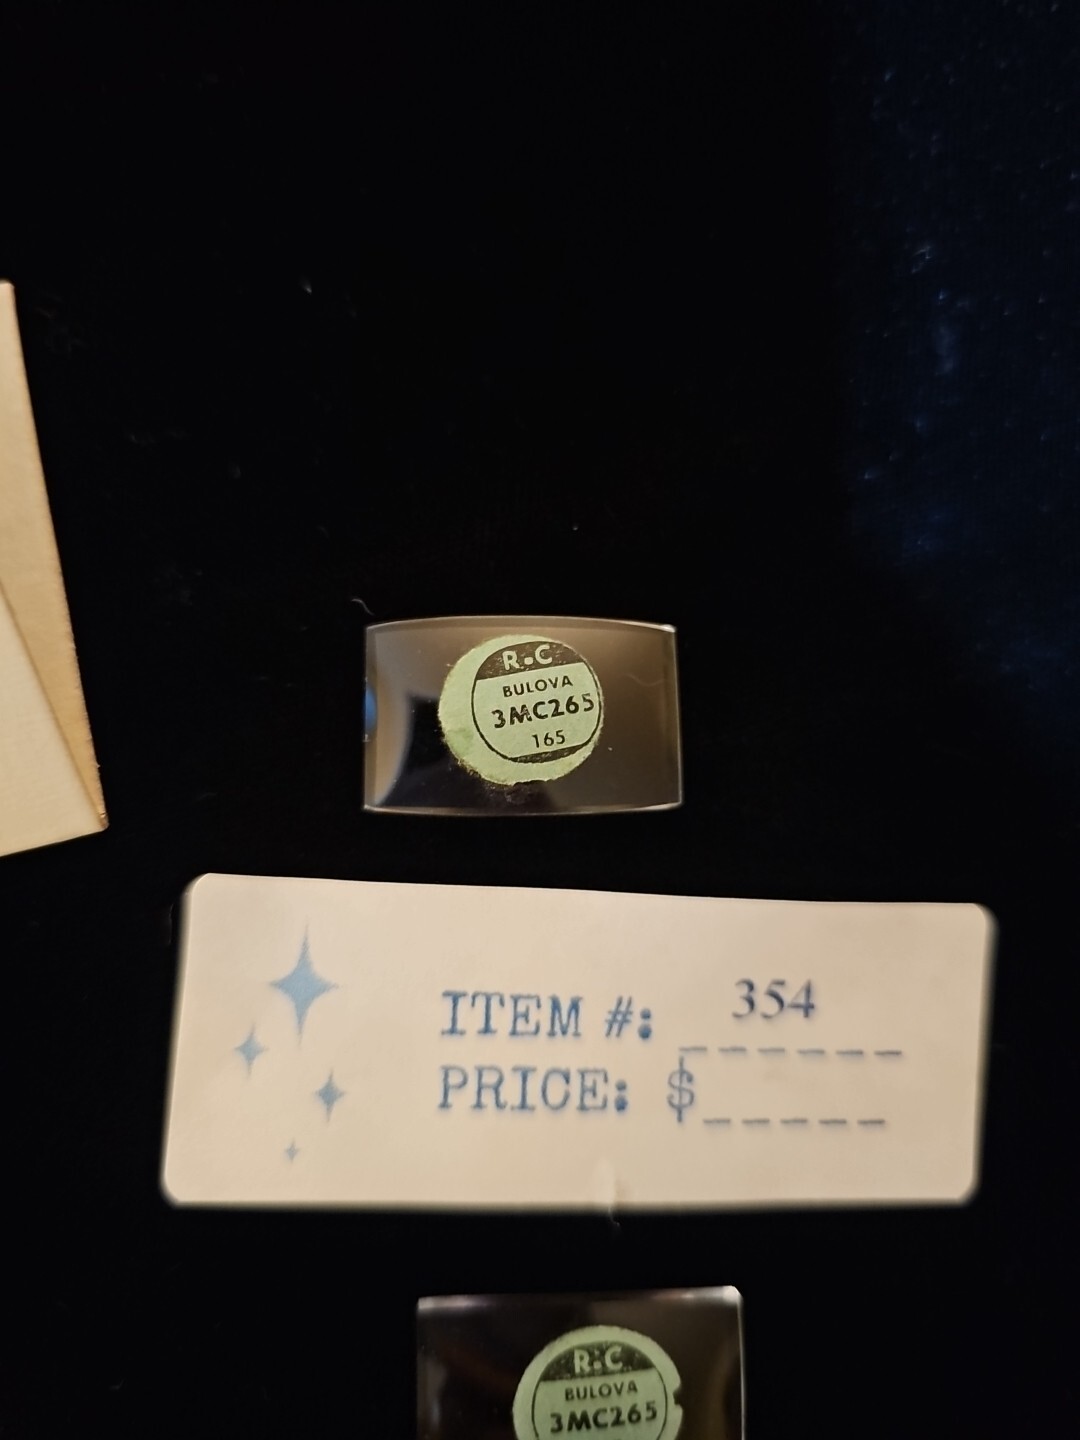 R•C
BULOVA
3MC265
165
ITEM #: 354
PRICE: $
R•C
BULOVA
3MC265